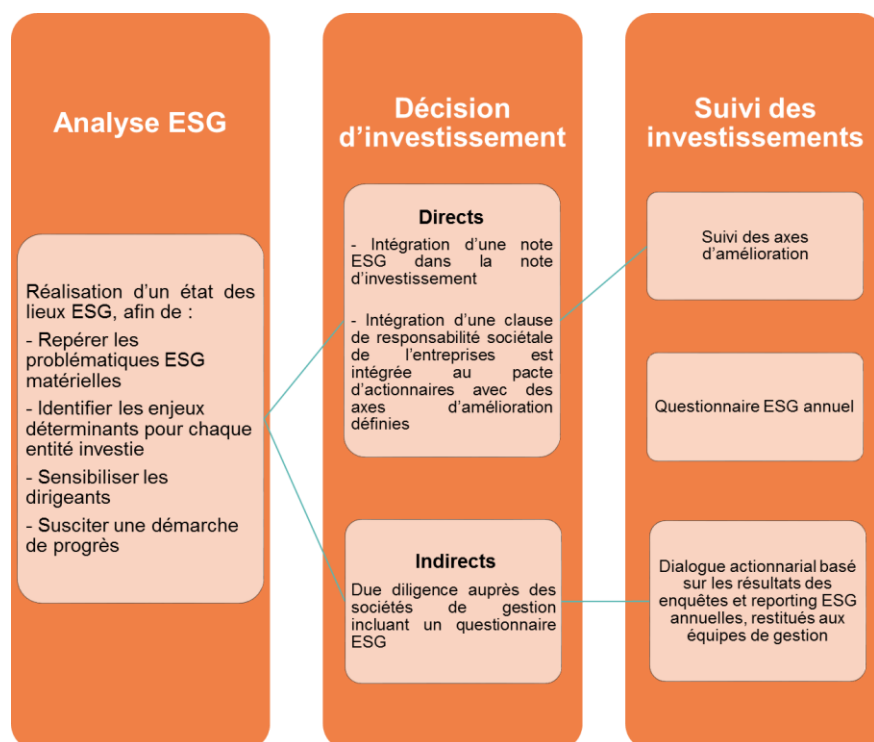 Analyse ESG
Réalisation d'un état des
lieux ESG, afin de :
- Repérer les
problématiques ESG
matérielles
- Identifier les enjeux
déterminants pour chaque
entité investie
- Sensibiliser les
dirigeants
- Susciter une démarche
de progrès
Décision
d'investissement
Directs
- Intégration d'une note
ESG dans la note
d'investissement
- Intégration d'une clause
de responsabilité sociétale
de l'entreprises est
intégrée au pacte
d'actionnaires avec des
axes d'amélioration
définies
Indirects
Due diligence auprès des
sociétés de gestion
incluant un questionnaire
ESG
Suivi des
investissements
Suivi des axes
d'amélioration
Questionnaire ESG annuel
Dialogue actionnarial basé
sur les résultats des
enquêtes et reporting ESG
annuelles, restitués aux
équipes de gestion